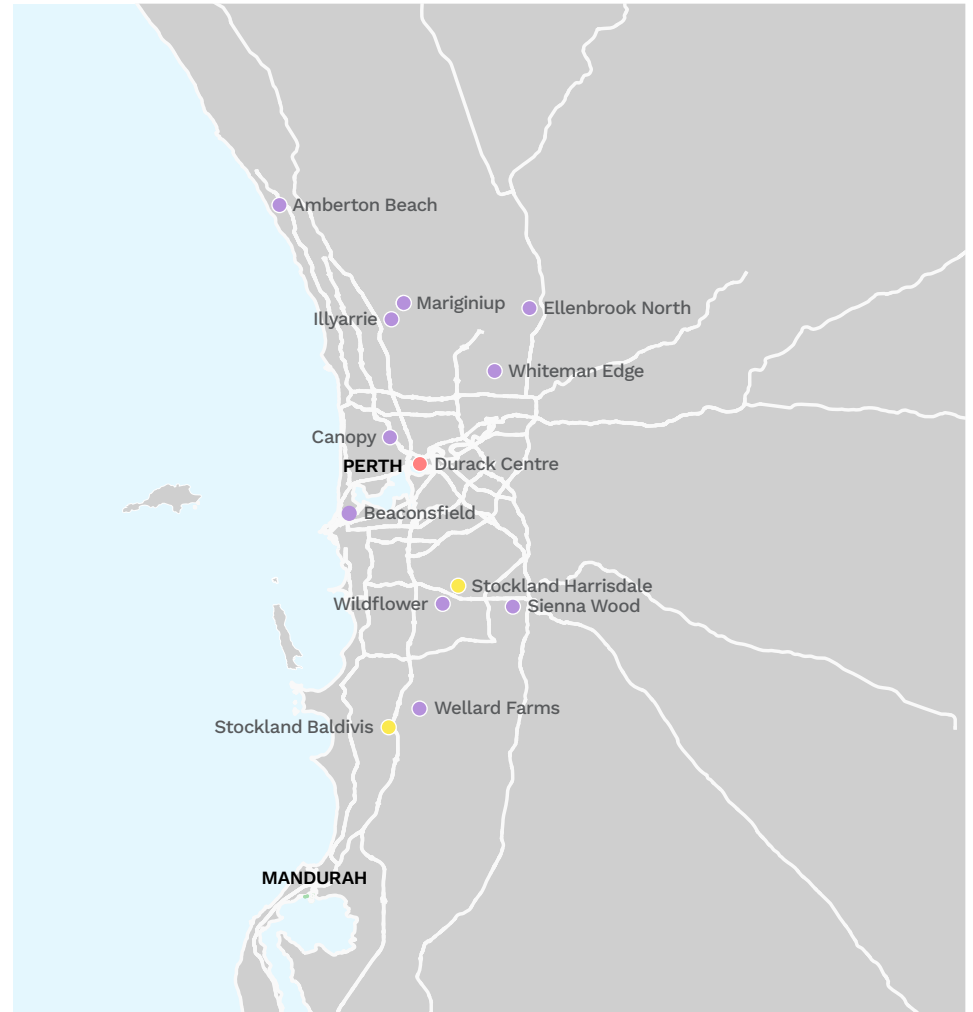 Amberton Beach
Mariginiup
Ellenbrook North
Illyarrie
Whiteman Edge
Canopy
PERTH
Durack Centre
Beaconsfield
Stockland Harrisdale
Wildflower
Sienna Wood
Wellard Farms
Stockland Baldivis
MANDURAH